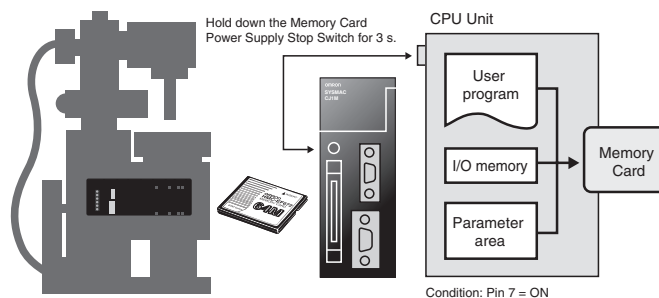 Hold down the Memory Card
Power Supply Stop Switch for 3 s.
CPU Unit
OMRON
SYSMAC
CJ1M
User
program
I/O memory
Parameter
area
Memory
Card
64M
Condition: Pin 7 = ON